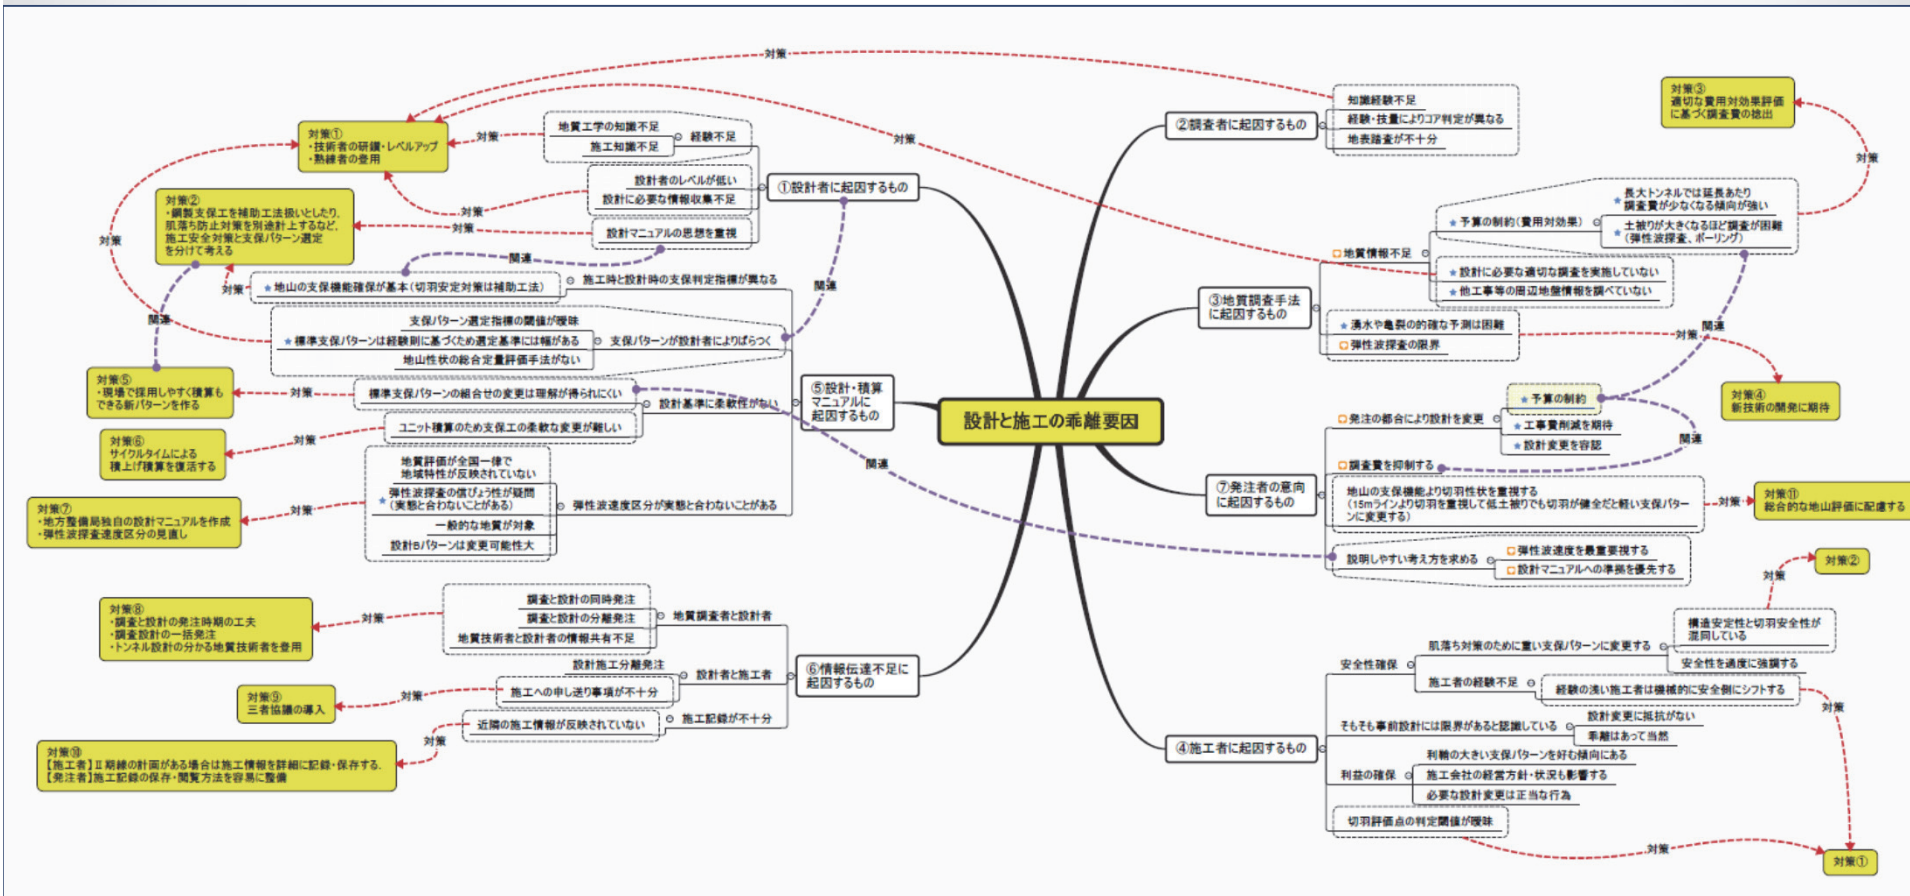 設計と施工の乖離要因
①設計者に起因するもの
経験不足
地質工学の知識不足
施工知識不足
設計者のレベルが低い
設計に必要な情報収集不足
設計マニュアルの思想を重視
対策①
・技術者の研鑽・レベルアップ
・熟練者の登用
対策②
・鋼製支保工を補助工法扱いとしたり、
肌落ち防止対策を別途計上するなど、
施工安全対策と支保パターン選定
を分けて考える
対策
対策
対策
対策
対策
対策
対策
関連
関連
関連
②調査者に起因するもの
知識経験不足
経験・技量によりコア判定が異なる
地表踏査が不十分
③地質調査手法
に起因するもの
地質情報不足
予算の制約（費用対効果）
長大トンネルでは延長あたり
調査費が少なくなる傾向が強い
土被りが大きくなるほど調査が困難
（弾性波探査、ボーリング）
設計に必要な適切な調査を実施していない
他工事等の周辺地盤情報を調べていない
湧水や亀裂の的確な予測は困難
弾性波探査の限界
対策③
適切な費用対効果評価
に基づく調査費の捻出
対策
対策
関連
対策④
新技術の開発に期待
⑤設計・積算
マニュアルに
起因するもの
施工時と設計時の支保判定指標が異なる
地山の支保機能確保が基本（切羽安定対策は補助工法）
支保パターンが設計者によりばらつく
支保パターン選定指標の閾値が曖昧
標準支保パターンは経験則に基づくため選定基準には幅がある
地山性状の総合定量評価手法がない
設計基準に柔軟性がない
標準支保パターンの組合せの変更は理解が得られにくい
ユニット積算のため支保工の柔軟な変更が難しい
弾性波速度区分が実態と合わないことがある
地質評価が全国一律で
地域特性が反映されていない
弾性波探査の信ぴょう性が疑問
（実態と合わないことがある）
一般的な地質が対象
設計Bパターンは変更可能性大
対策⑤
・現場で採用しやすく積算も
できる新パターンを作る
対策
対策⑥
サイクルタイムによる
積上げ積算を復活する
対策
対策⑦
・地方整備局独自の設計マニュアルを作成
・弾性波探査速度区分の見直し
対策
関連
⑦発注者の意向
に起因するもの
発注の都合により設計を変更
予算の制約
工事費削減を期待
設計変更を容認
調査費を抑制する
関連
地山の支保機能より切羽性状を重視する
（15mラインより切羽を重視して低土被りでも切羽が健全だと軽い支保パター
ンに変更する）
説明しやすい考え方を求める
弾性波速度を最重要視する
設計マニュアルへの準拠を優先する
対策
対策⑪
総合的な地山評価に配慮する
⑥情報伝達不足に
起因するもの
地質調査者と設計者
調査と設計の同時発注
調査と設計の分離発注
地質技術者と設計者の情報共有不足
設計者と施工者
設計施工分離発注
施工への申し送り事項が不十分
施工記録が不十分
近隣の施工情報が反映されていない
対策⑧
・調査と設計の発注時期の工夫
・調査設計の一括発注
・トンネル設計の分かる地質技術者を登用
対策
対策⑨
三者協議の導入
対策
対策⑩
【施工者】Ⅱ期線の計画がある場合は施工情報を詳細に記録・保存する．
【発注者】施工記録の保存・閲覧方法を容易に整備
対策
④施工者に起因するもの
安全性確保
肌落ち対策のために重い支保パターンに変更する
構造安定性と切羽安全性が
混同している
安全性を過度に強調する
施工者の経験不足
経験の浅い施工者は機械的に安全側にシフトする
そもそも事前設計には限界があると認識している
設計変更に抵抗がない
乖離はあって当然
利益の確保
利鞘の大きい支保パターンを好む傾向にある
施工会社の経営方針・状況も影響する
必要な設計変更は正当な行為
切羽評価点の判定閾値が曖昧
対策
対策②
対策
対策
対策①